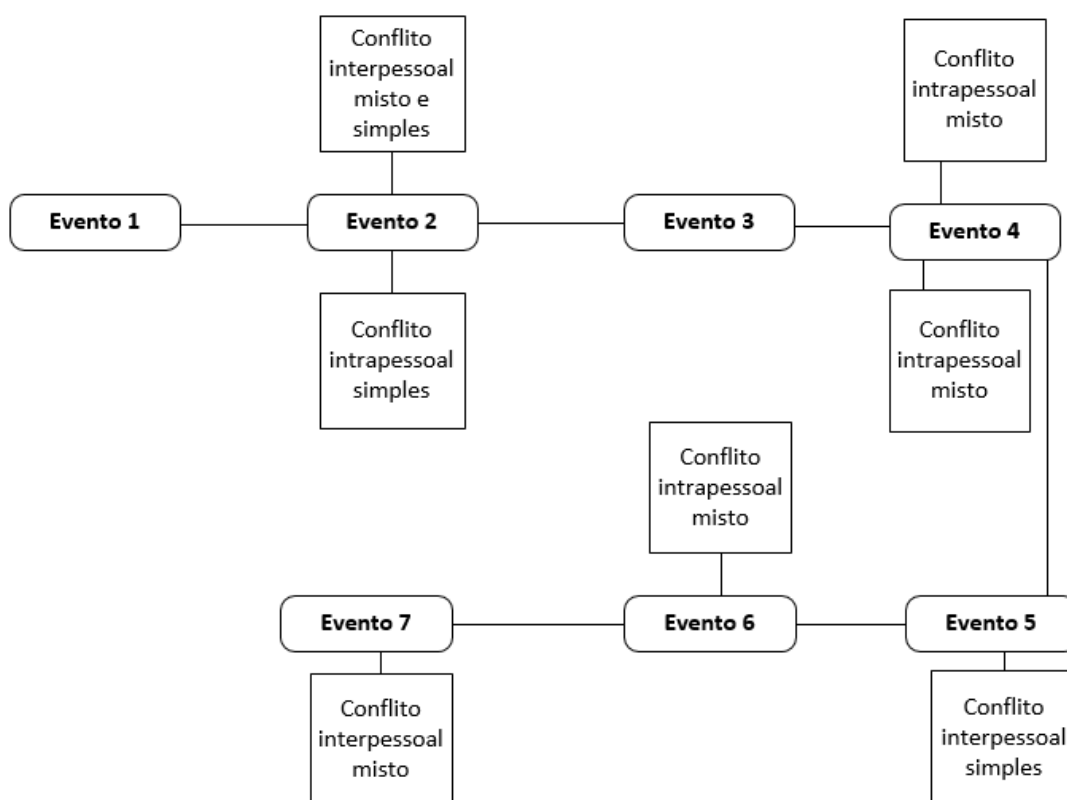 Conflito
interpessoal
misto e
simples
Conflito
intrapessoal
misto
Evento 1
Evento 2
Evento 3
Evento 4
Conflito
intrapessoal
simples
Conflito
intrapessoal
misto
Conflito
intrapessoal
misto
Evento 7
Evento 6
Evento 5
Conflito
interpessoal
misto
Conflito
interpessoal
simples